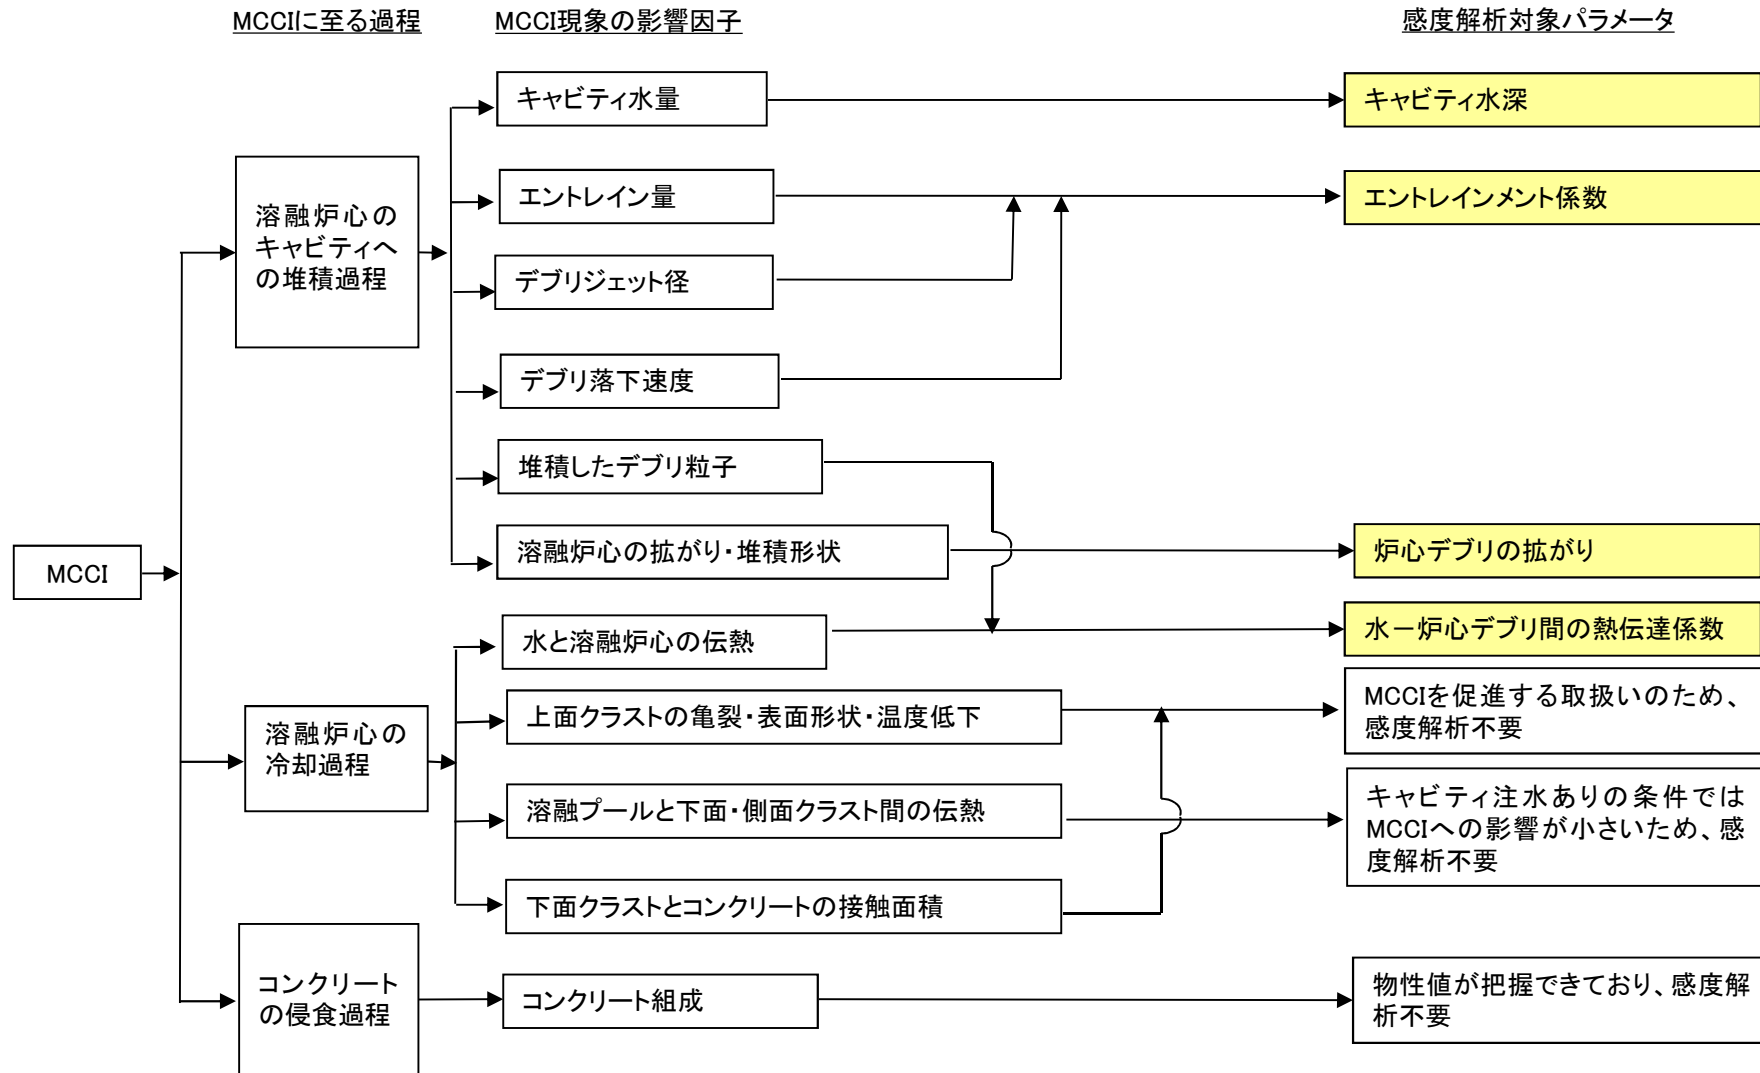 MCCIに至る過程
MCCI現象の影響因子
感度解析対象パラメータ
キャビティ水量
キャビティ水深
エントレイン量
エントレインメント係数
溶融炉心の
キャビティへ
の堆積過程
デブリジェット径
デブリ落下速度
堆積したデブリ粒子
溶融炉心の拡がり・堆積形状
炉心デブリの拡がり
MCCI
水と溶融炉心の伝熱
水－炉心デブリ間の熱伝達係数
溶融炉心の
冷却過程
上面クラストの亀裂・表面形状・温度低下
MCCIを促進する取扱いのため、
感度解析不要
溶融プールと下面・側面クラスト間の伝熱
キャビティ注水ありの条件では
MCCIへの影響が小さいため、感
度解析不要
下面クラストとコンクリートの接触面積
コンクリート
の侵食過程
コンクリート組成
物性値が把握できており、感度解
析不要